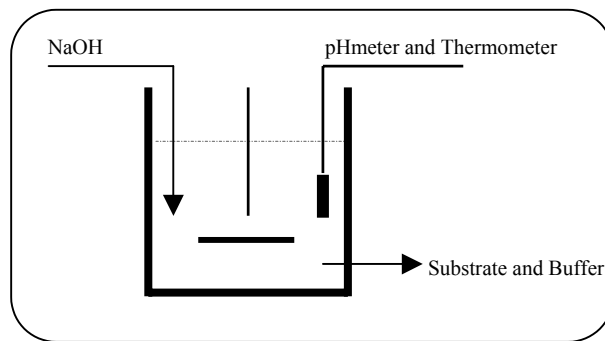 NaOH
pHmeter and Thermometer
Substrate and Buffer